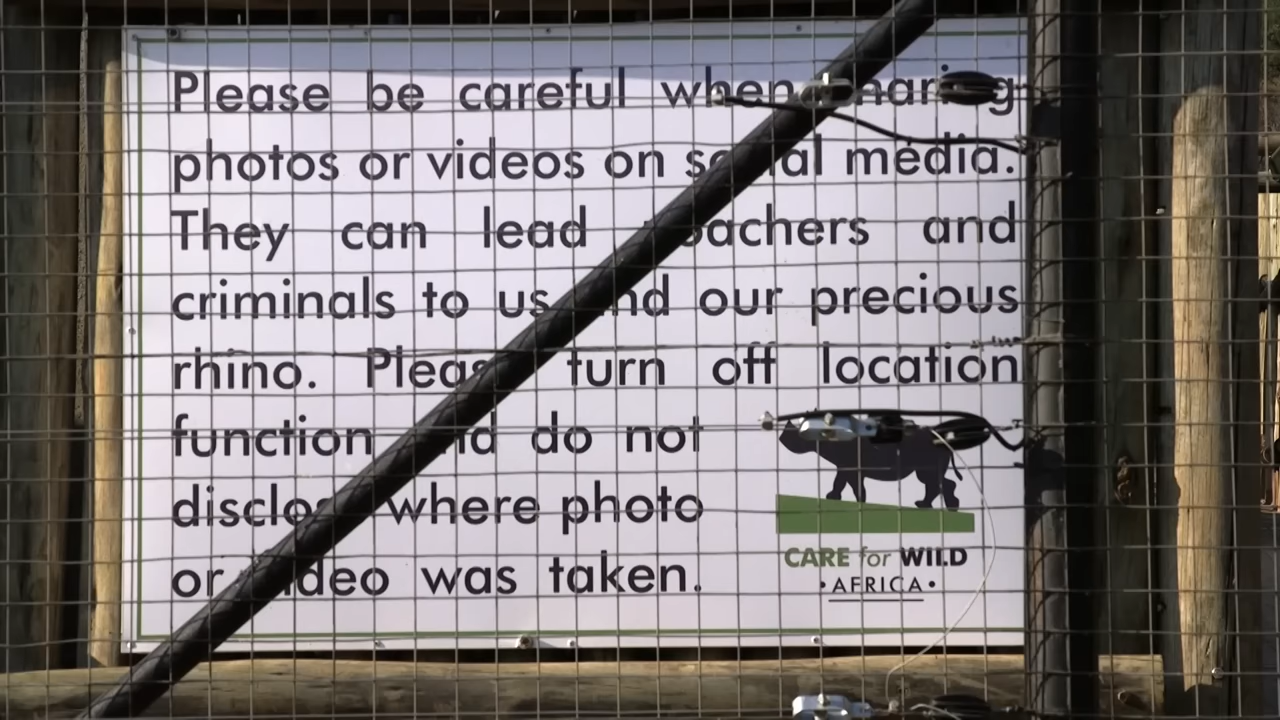 Please be careful when sharing
photos or videos on social media.
They can lead poachers and
criminals to us and our precious
rhino. Please turn off location
function and do not
disclose where photo
or video was taken.
CARE for WILD
•AFRICA•